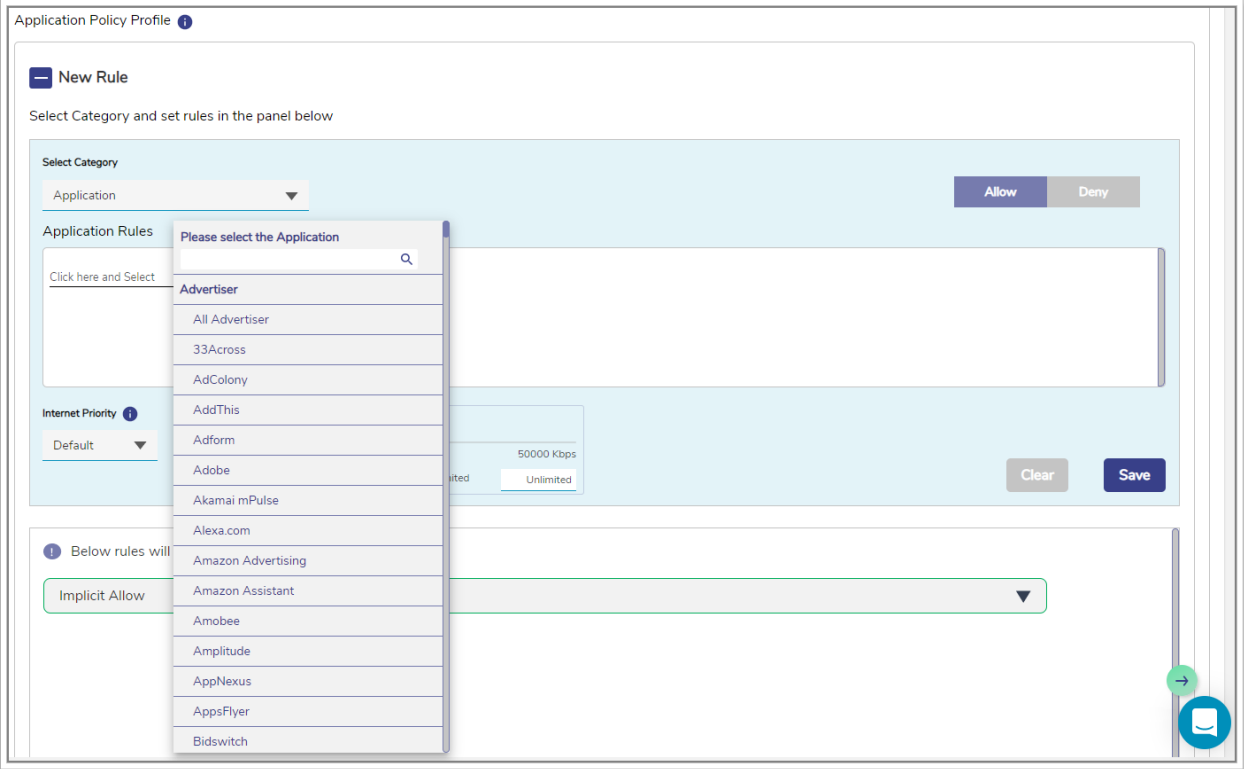 Application Policy Profile
New Rule
Select Category and set rules in the panel below
Select Category
Application
Allow
Deny
Application Rules
Click here and Select
Please select the Application
Advertiser
All Advertiser
33Across
AdColony
AddThis
Adform
Adobe
Akamai mPulse
Alexa.com
Amazon Advertising
Amazon Assistant
Amobee
Amplitude
AppNexus
AppsFlyer
Bidswitch
Internet Priority
Default
50000 Kbps
Unlimited
Clear
Save
Below rules will
Implicit Allow